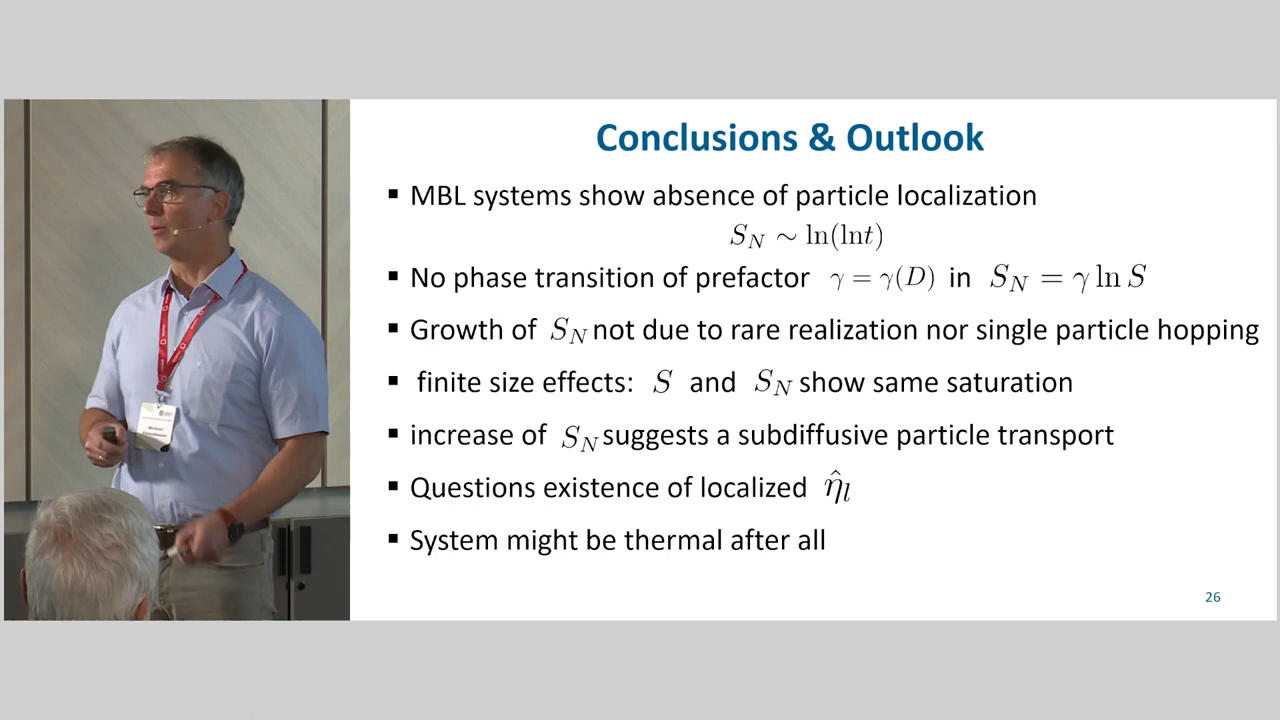 Conclusions & Outlook
▪ MBL systems show absence of particle localization
S_N ∼ ln(lnt)
▪ No phase transition of prefactor γ = γ(D) in S_N = γ ln S
▪ Growth of S_N not due to rare realization nor single particle hopping
▪ finite size effects: S and S_N show same saturation
▪ increase of S_N suggests a subdiffusive particle transport
▪ Questions existence of localized η̂_l
▪ System might be thermal after all
26
Michael